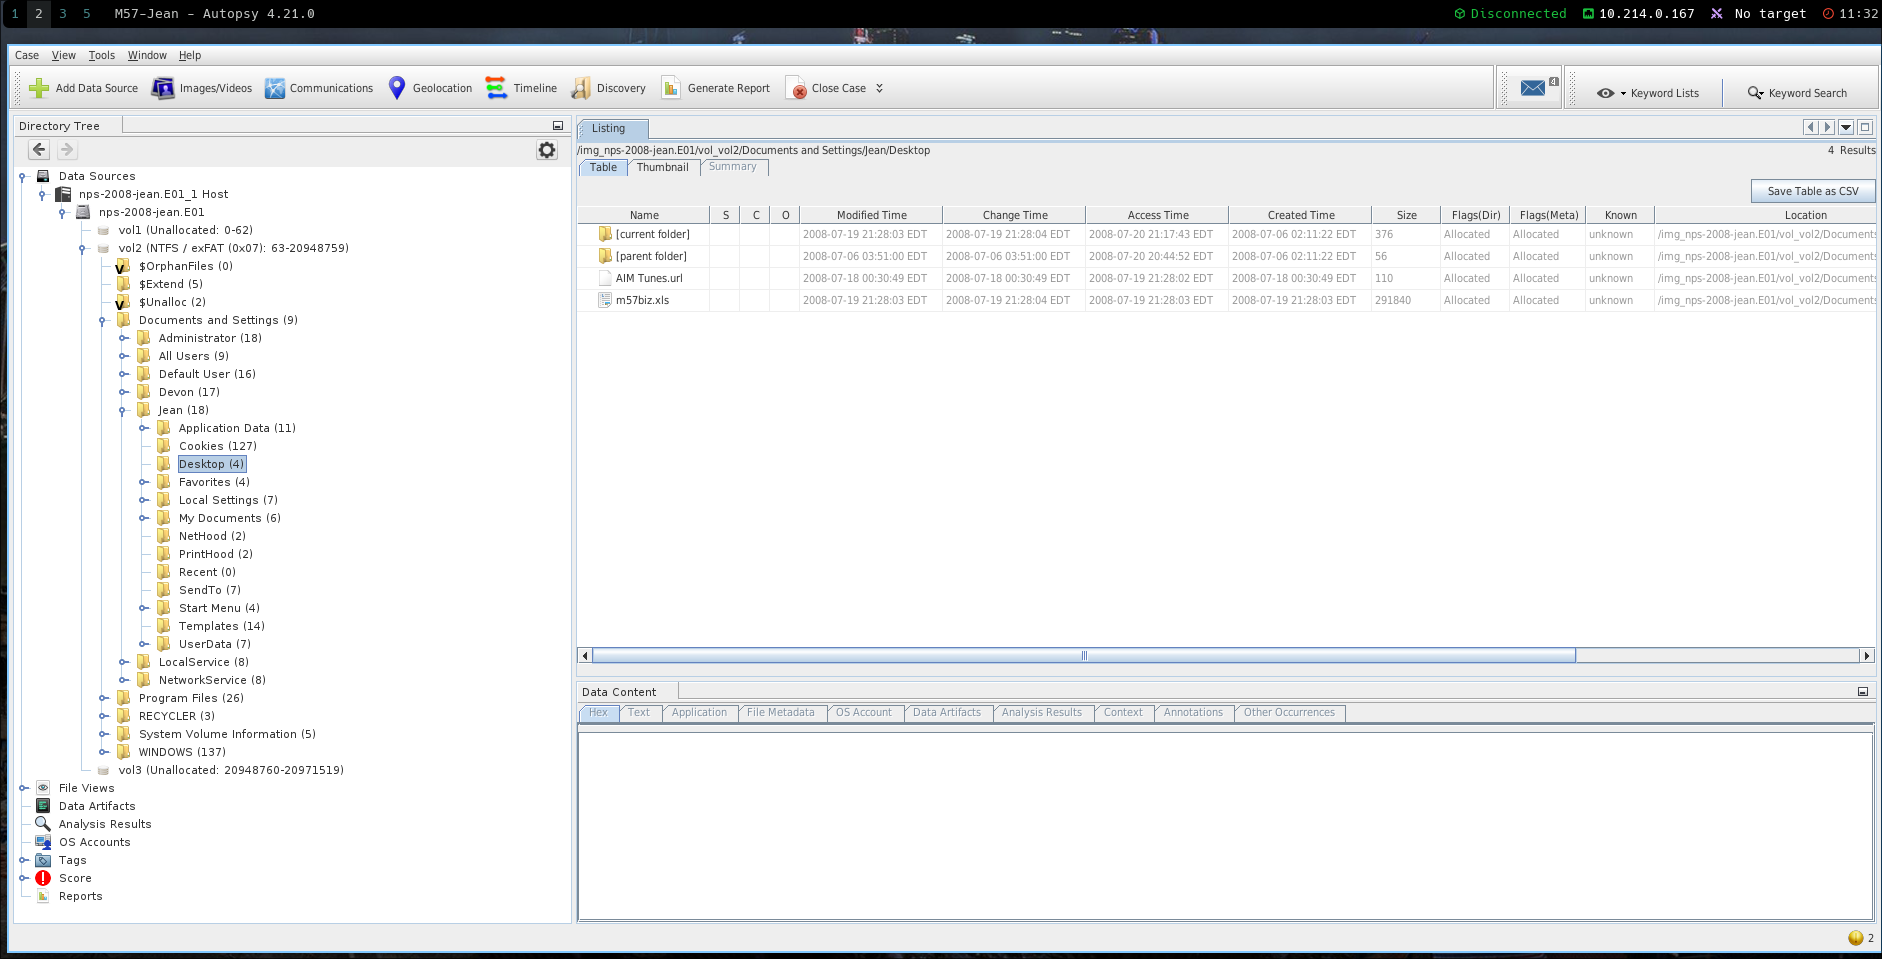 1 2 3 5 M57-Jean - Autopsy 4.21.0 Disconnected 10.214.0.167 No target 11:32
Case View Tools Window Help
Add Data Source Images/Videos Communications Geolocation Timeline Discovery Generate Report Close Case 4 Keyword Lists Keyword Search
Directory Tree
Data Sources
nps-2008-jean.E01_1 Host
nps-2008-jean.E01
vol1 (Unallocated: 0-62)
vol2 (NTFS / exFAT (0x07): 63-20948759)
$OrphanFiles (0)
$Extend (5)
$Unalloc (2)
Documents and Settings (9)
Administrator (18)
All Users (9)
Default User (16)
Devon (17)
Jean (18)
Application Data (11)
Cookies (127)
Desktop (4)
Favorites (4)
Local Settings (7)
My Documents (6)
NetHood (2)
PrintHood (2)
Recent (0)
SendTo (7)
Start Menu (4)
Templates (14)
UserData (7)
LocalService (8)
NetworkService (8)
Program Files (26)
RECYCLER (3)
System Volume Information (5)
WINDOWS (137)
vol3 (Unallocated: 20948760-20971519)
File Views
Data Artifacts
Analysis Results
OS Accounts
Tags
Score
Reports
Listing
/img_nps-2008-jean.E01/vol_vol2/Documents and Settings/Jean/Desktop 4 Results
Table Thumbnail Summary
Save Table as CSV
Name S C O Modified Time Change Time Access Time Created Time Size Flags(Dir) Flags(Meta) Known Location
[current folder] 2008-07-19 21:28:03 EDT 2008-07-19 21:28:04 EDT 2008-07-20 21:17:43 EDT 2008-07-06 02:11:22 EDT 376 Allocated Allocated unknown /img_nps-2008-jean.E01/vol_vol2/Documents
[parent folder] 2008-07-06 03:51:00 EDT 2008-07-06 03:51:00 EDT 2008-07-20 20:44:52 EDT 2008-07-06 02:11:22 EDT 56 Allocated Allocated unknown /img_nps-2008-jean.E01/vol_vol2/Documents
AIM Tunes.url 2008-07-18 00:30:49 EDT 2008-07-18 00:30:49 EDT 2008-07-19 21:28:02 EDT 2008-07-18 00:30:49 EDT 110 Allocated Allocated unknown /img_nps-2008-jean.E01/vol_vol2/Documents
m57biz.xls 2008-07-19 21:28:03 EDT 2008-07-19 21:28:04 EDT 2008-07-19 21:28:03 EDT 2008-07-19 21:28:03 EDT 291840 Allocated Allocated unknown /img_nps-2008-jean.E01/vol_vol2/Documents
Data Content
Hex Text Application File Metadata OS Account Data Artifacts Analysis Results Context Annotations Other Occurrences
2